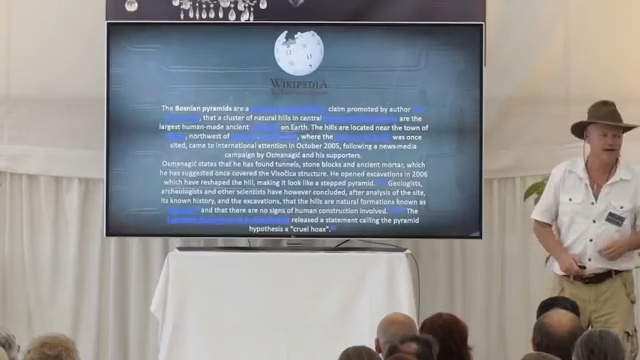 WIKIPEDIA
The Bosnian pyramids are a claim promoted by author
, that a cluster of natural hills in central are the
largest human-made ancient on Earth. The hills are located near the town of
, northwest of , where the was once
sited, came to international attention in October 2005, following a news-media
campaign by Osmanagić and his supporters.
Osmanagić states that he has found tunnels, stone blocks and ancient mortar, which
he has suggested once covered the Visočica structure. He opened excavations in 2006
which have reshaped the hill, making it look like a stepped pyramid. Geologists,
archaeologists and other scientists have however concluded, after analysis of the site,
its known history, and the excavations, that the hills are natural formations known as
and that there are no signs of human construction involved. The
released a statement calling the pyramid
hypothesis a "cruel hoax".